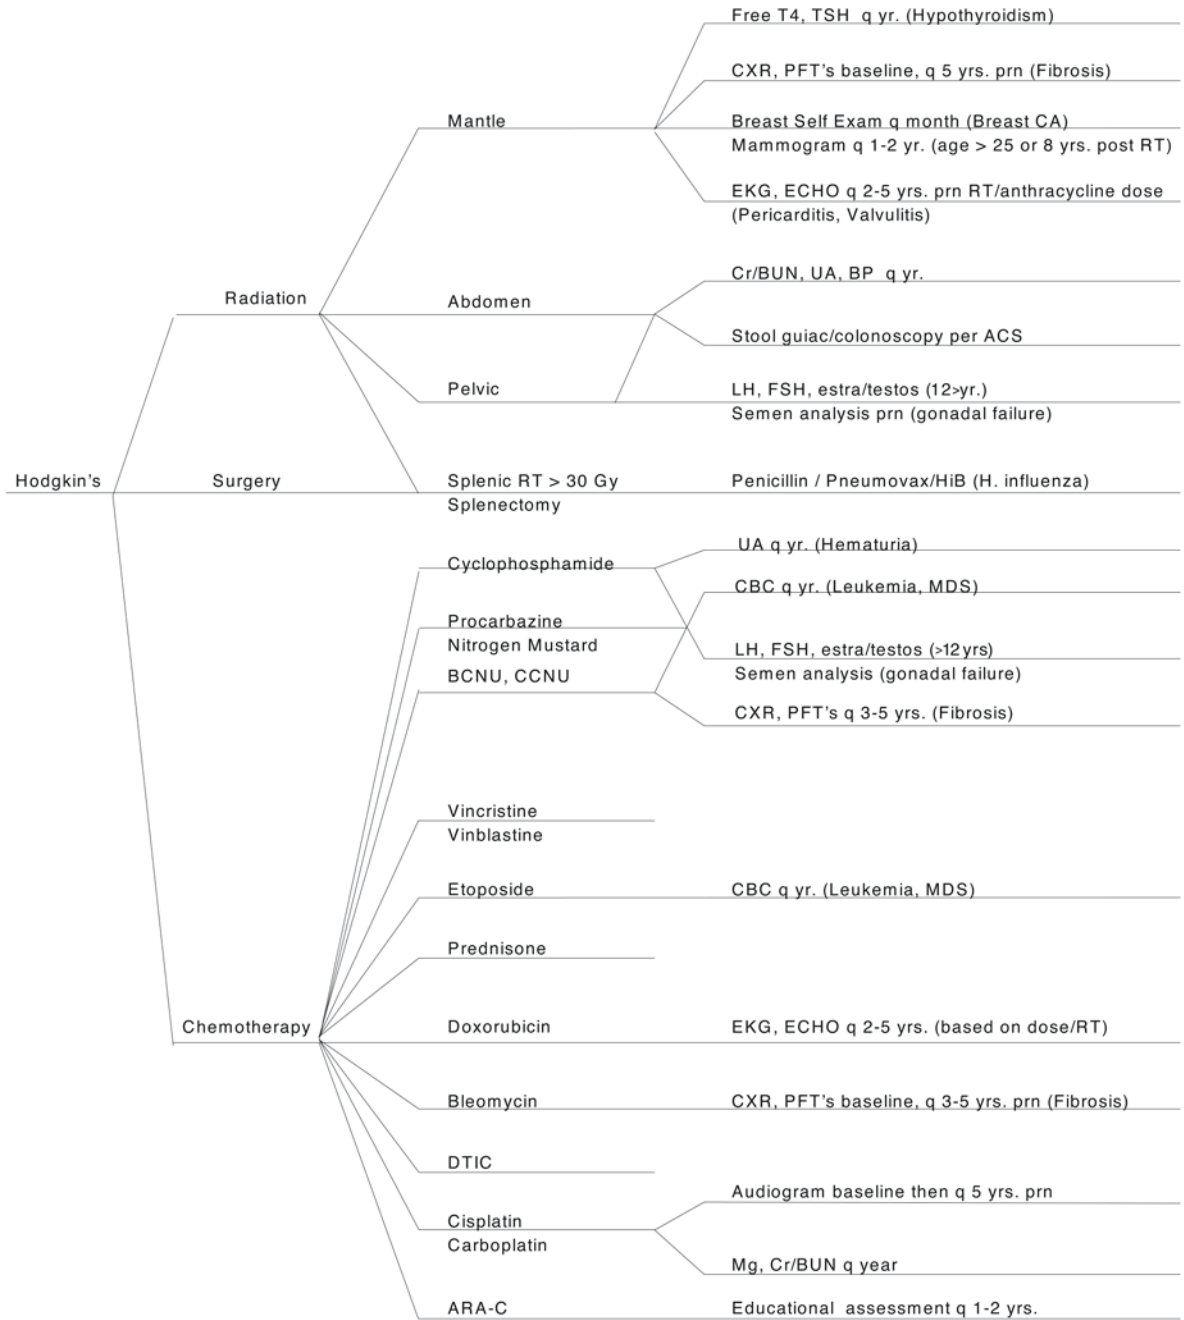 Free T4, TSH q yr. (Hypothyroidism)
CXR, PFT's baseline, q 5 yrs. prn (Fibrosis)
Mantle
Breast Self Exam q month (Breast CA)
Mammogram q 1-2 yr. (age > 25 or 8 yrs. post RT)
EKG, ECHO q 2-5 yrs. prn RT/anthracycline dose
(Pericarditis, Valvulitis)
Cr/BUN, UA, BP q yr.
Radiation
Abdomen
Stool guiac/colonoscopy per ACS
Pelvic
LH, FSH, estra/testos (12>yr.)
Semen analysis prn (gonadal failure)
Hodgkin's
Surgery
Splenic RT > 30 Gy
Splenectomy
Penicillin / Pneumovax/HiB (H. influenza)
UA q yr. (Hematuria)
Cyclophosphamide
CBC q yr. (Leukemia, MDS)
Procarbazine
Nitrogen Mustard
LH, FSH, estra/testos (>12 yrs)
Semen analysis (gonadal failure)
BCNU, CCNU
CXR, PFT's q 3-5 yrs. (Fibrosis)
Vincristine
Vinblastine
Etoposide
CBC q yr. (Leukemia, MDS)
Prednisone
Chemotherapy
Doxorubicin
EKG, ECHO q 2-5 yrs. (based on dose/RT)
Bleomycin
CXR, PFT's baseline, q 3-5 yrs. prn (Fibrosis)
DTIC
Audiogram baseline then q 5 yrs. prn
Cisplatin
Carboplatin
Mg, Cr/BUN q year
ARA-C
Educational assessment q 1-2 yrs.